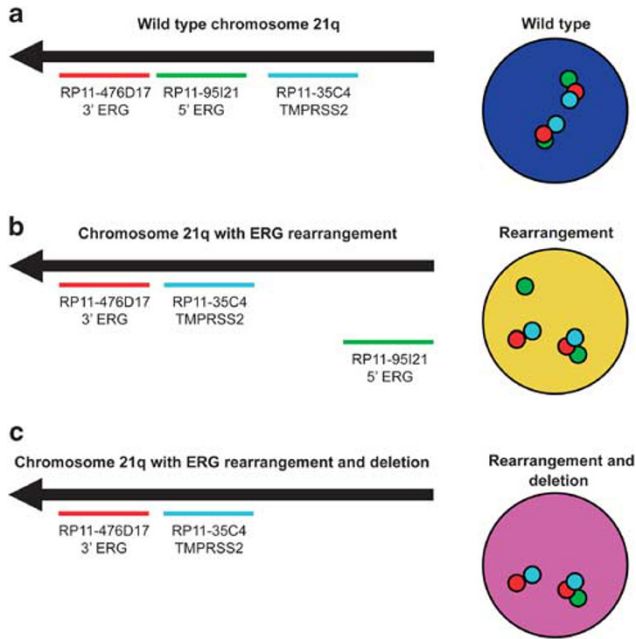 a
Wild type chromosome 21q
Wild type
RP11-476D17 RP11-95I21 RP11-35C4
3' ERG 5' ERG TMPRSS2
b
Chromosome 21q with ERG rearrangement
Rearrangement
RP11-476D17 RP11-35C4
3' ERG TMPRSS2
RP11-95I21
5' ERG
c
Chromosome 21q with ERG rearrangement and deletion
Rearrangement and
deletion
RP11-476D17 RP11-35C4
3' ERG TMPRSS2